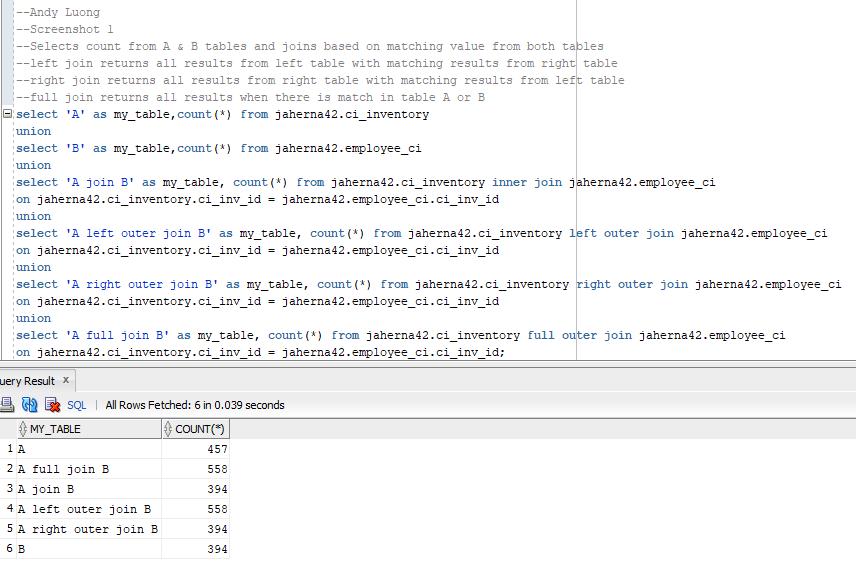 --Andy Luong
--Screenshot 1
--Selects count from A & B tables and joins based on matching value from both tables
--left join returns all results from left table with matching results from right table
--right join returns all results from right table with matching results from left table
--full join returns all results when there is match in table A or B
select 'A' as my_table,count(*) from jaherna42.ci_inventory
union
select 'B' as my_table,count(*) from jaherna42.employee_ci
union
select 'A join B' as my_table, count(*) from jaherna42.ci_inventory inner join jaherna42.employee_ci
on jaherna42.ci_inventory.ci_inv_id = jaherna42.employee_ci.ci_inv_id
union
select 'A left outer join B' as my_table, count(*) from jaherna42.ci_inventory left outer join jaherna42.employee_ci
on jaherna42.ci_inventory.ci_inv_id = jaherna42.employee_ci.ci_inv_id
union
select 'A right outer join B' as my_table, count(*) from jaherna42.ci_inventory right outer join jaherna42.employee_ci
on jaherna42.ci_inventory.ci_inv_id = jaherna42.employee_ci.ci_inv_id
union
select 'A full join B' as my_table, count(*) from jaherna42.ci_inventory full outer join jaherna42.employee_ci
on jaherna42.ci_inventory.ci_inv_id = jaherna42.employee_ci.ci_inv_id;
uery Result x
SQL | All Rows Fetched: 6 in 0.039 seconds
MY_TABLE COUNT(*)
1 A 457
2 A full join B 558
3 A join B 394
4 A left outer join B 558
5 A right outer join B 394
6 B 394